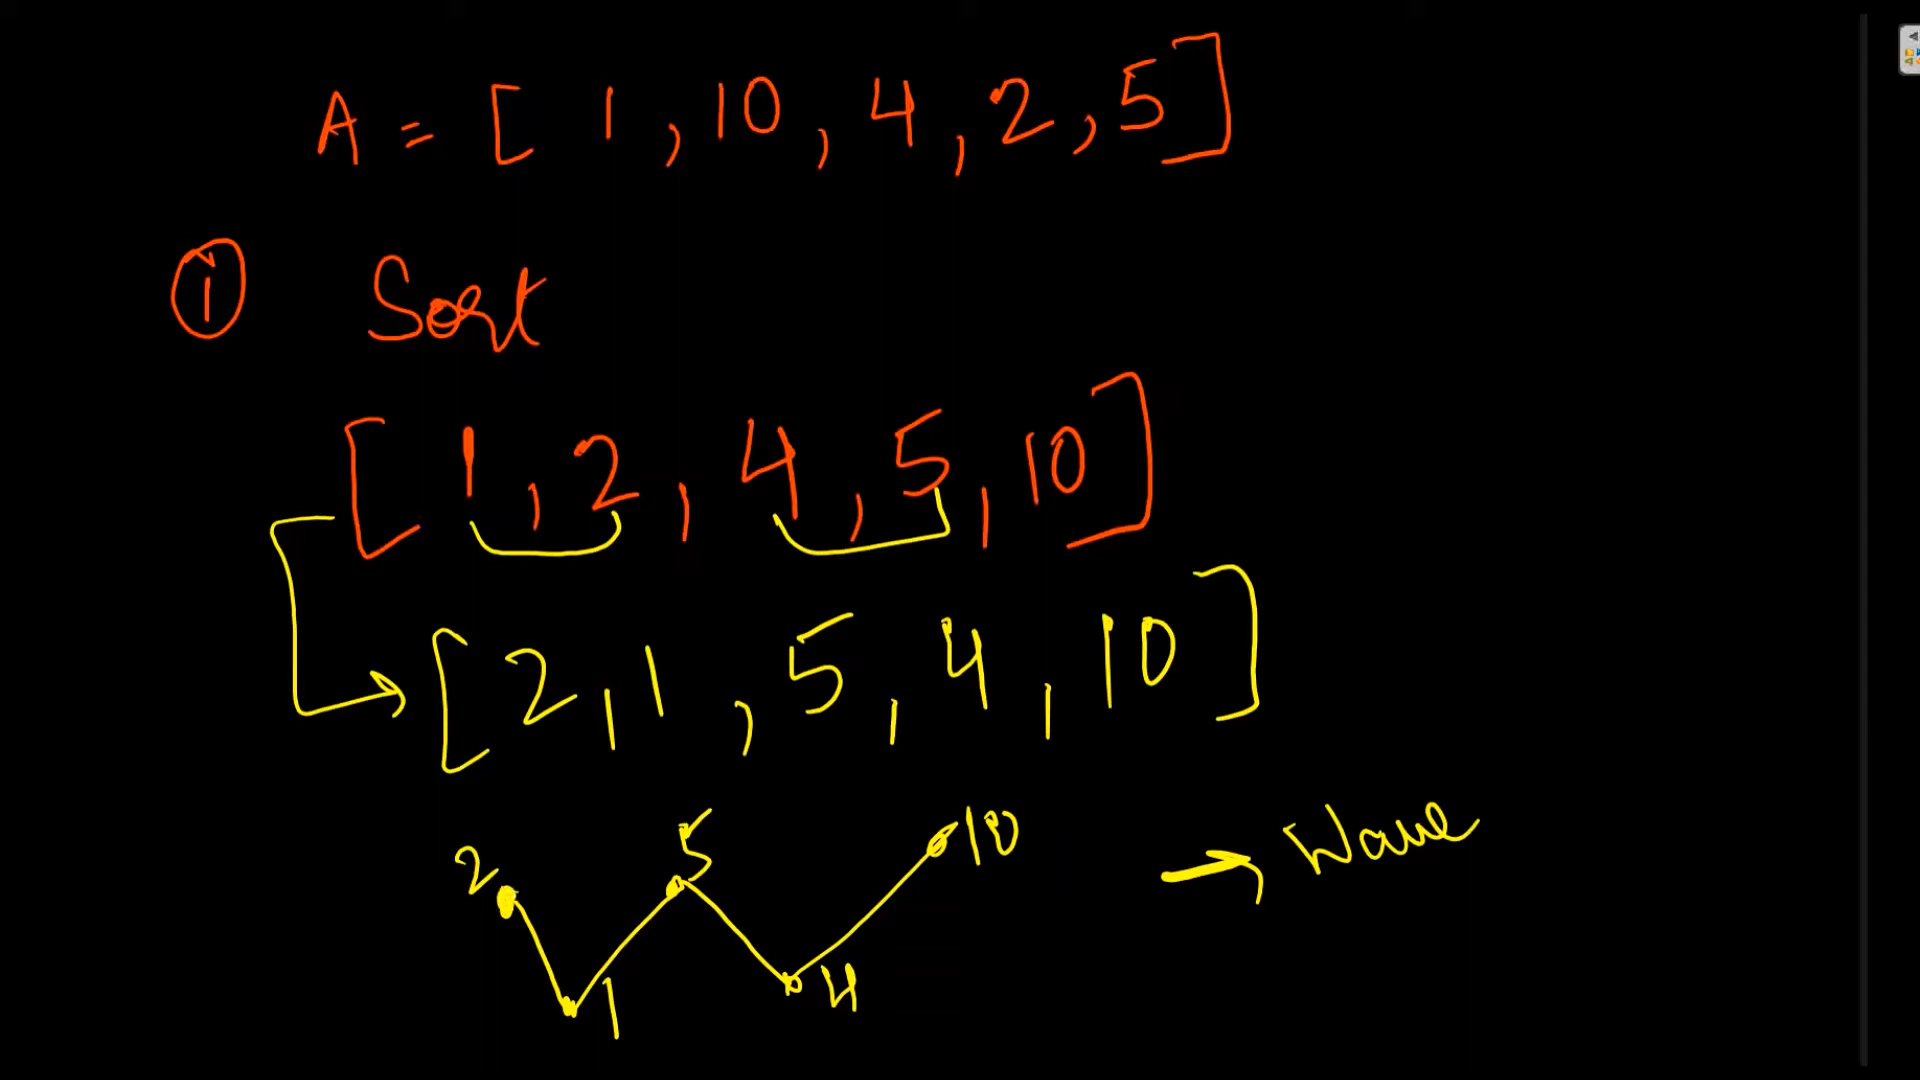 A = [ 1 , 10 , 4 , 2 , 5 ]
1 Sort
[ 1 , 2 , 4 , 5 , 10 ]
[ 2 , 1 , 5 , 4 , 10 ]
2 5 10
1 4
→ Wave